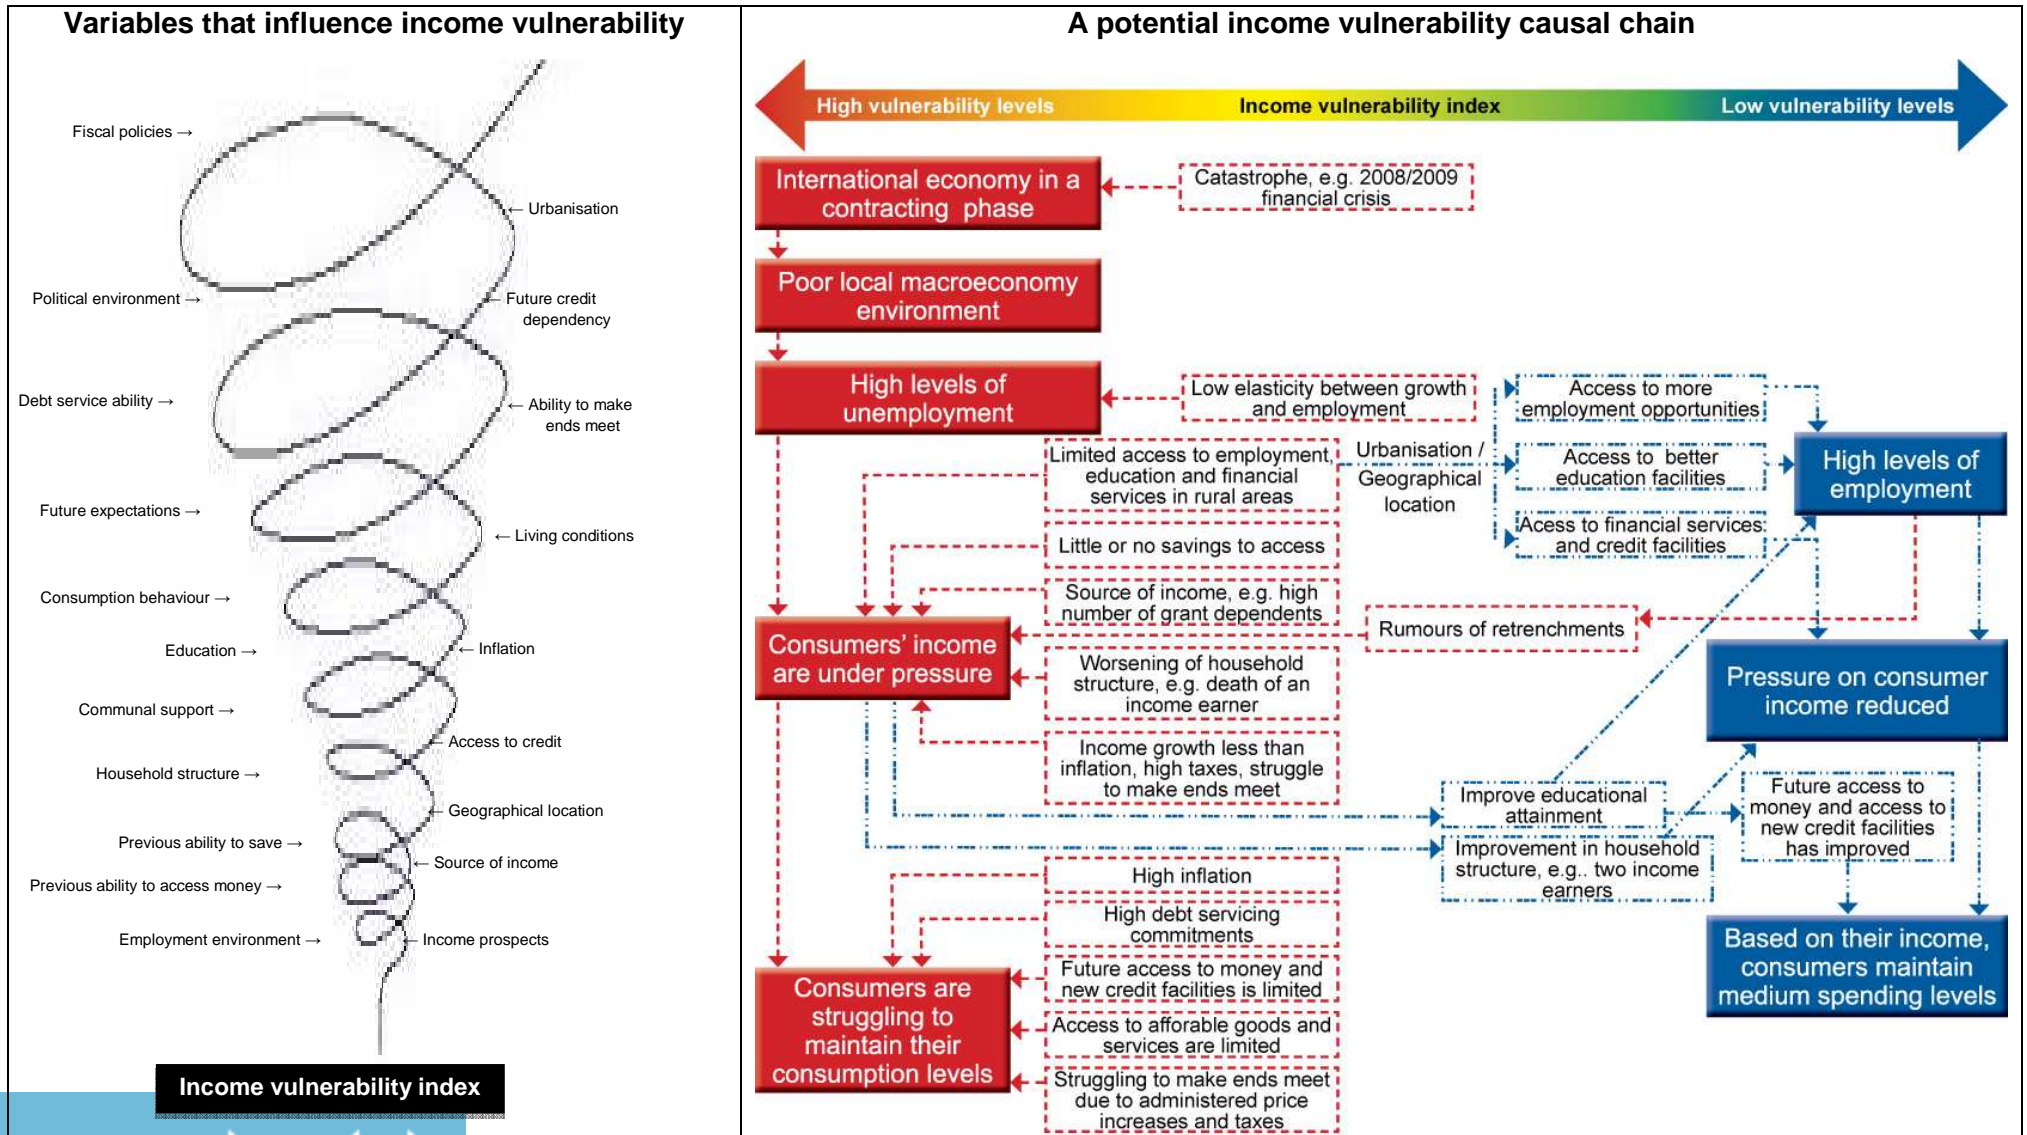 Variables that influence income vulnerability
Fiscal policies →
← Urbanisation
Political environment →
← Future credit
dependency
Debt service ability →
← Ability to make
ends meet
Future expectations →
← Living conditions
Consumption behaviour →
Education →
← Inflation
Communal support →
← Access to credit
Household structure →
← Geographical location
Previous ability to save →
← Source of income
Previous ability to access money →
Employment environment →
← Income prospects
Income vulnerability index
A potential income vulnerability causal chain
High vulnerability levels
Income vulnerability index
Low vulnerability levels
International economy in a
contracting phase
Catastrophe, e.g. 2008/2009
financial crisis
Poor local macroeconomy
environment
High levels of
unemployment
Low elasticity between growth
and employment
Access to more
employment opportunities
Limited access to employment,
education and financial
services in rural areas
Urbanisation /
Geographical
location
Access to better
education facilities
High levels of
employment
Acess to financial services
and credit facilities
Little or no savings to access
Source of income, e.g. high
number of grant dependents
Rumours of retrenchments
Consumers' income
are under pressure
Worsening of household
structure, e.g. death of an
income earner
Pressure on consumer
income reduced
Income growth less than
inflation, high taxes, struggle
to make ends meet
Improve educational
attainment
Future access to
money and access to
new credit facilities
has improved
Improvement in household
structure, e.g.. two income
earners
High inflation
High debt servicing
commitments
Based on their income,
consumers maintain
medium spending levels
Consumers are
struggling to
maintain their
consumption levels
Future access to money and
new credit facilities is limited
Access to afforable goods and
services are limited
Struggling to make ends meet
due to administered price
increases and taxes